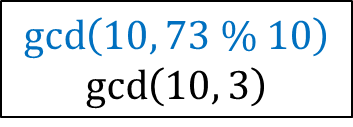 gcd(10, 73 % 10)
gcd(10, 3)